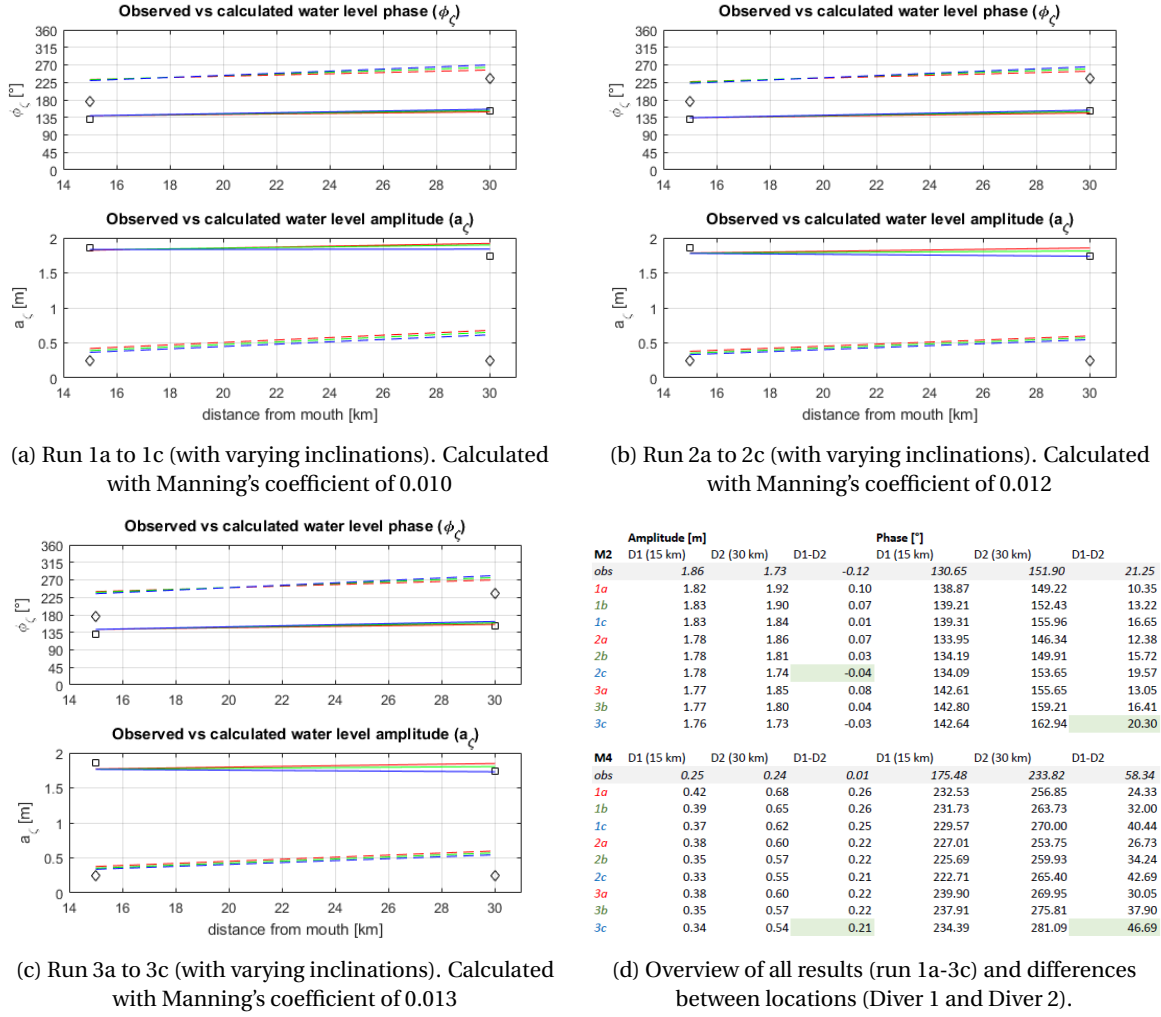 Observed vs calculated water level phase (ϕ_ζ)
360
315
270
225
180
135
90
45
0
ϕ_ζ [°]
14 16 18 20 22 24 26 28 30
Observed vs calculated water level amplitude (a_ζ)
2
1.5
1
0.5
0
a_ζ [m]
14 16 18 20 22 24 26 28 30
distance from mouth [km]
(a) Run 1a to 1c (with varying inclinations). Calculated
with Manning's coefficient of 0.010
Observed vs calculated water level phase (ϕ_ζ)
360
315
270
225
180
135
90
45
0
ϕ_ζ [°]
14 16 18 20 22 24 26 28 30
Observed vs calculated water level amplitude (a_ζ)
2
1.5
1
0.5
0
a_ζ [m]
14 16 18 20 22 24 26 28 30
distance from mouth [km]
(b) Run 2a to 2c (with varying inclinations). Calculated
with Manning's coefficient of 0.012
Observed vs calculated water level phase (ϕ_ζ)
360
315
270
225
180
135
90
45
0
ϕ_ζ [°]
14 16 18 20 22 24 26 28 30
Observed vs calculated water level amplitude (a_ζ)
2
1.5
1
0.5
0
a_ζ [m]
14 16 18 20 22 24 26 28 30
distance from mouth [km]
(c) Run 3a to 3c (with varying inclinations). Calculated
with Manning's coefficient of 0.013
Amplitude [m] Phase [°]
M2 D1 (15 km) D2 (30 km) D1-D2 D1 (15 km) D2 (30 km) D1-D2
obs 1.86 1.73 -0.12 130.65 151.90 21.25
1a 1.82 1.92 0.10 138.87 149.22 10.35
1b 1.83 1.90 0.07 139.21 152.43 13.22
1c 1.83 1.84 0.01 139.31 155.96 16.65
2a 1.78 1.86 0.07 133.95 146.34 12.38
2b 1.78 1.81 0.03 134.19 149.91 15.72
2c 1.78 1.74 -0.04 134.09 153.65 19.57
3a 1.77 1.85 0.08 142.61 155.65 13.05
3b 1.77 1.80 0.04 142.80 159.21 16.41
3c 1.76 1.73 -0.03 142.64 162.94 20.30
M4 D1 (15 km) D2 (30 km) D1-D2 D1 (15 km) D2 (30 km) D1-D2
obs 0.25 0.24 0.01 175.48 233.82 58.34
1a 0.42 0.68 0.26 232.53 256.85 24.33
1b 0.39 0.65 0.26 231.73 263.73 32.00
1c 0.37 0.62 0.25 229.57 270.00 40.44
2a 0.38 0.60 0.22 227.01 253.75 26.73
2b 0.35 0.57 0.22 225.69 259.93 34.24
2c 0.33 0.55 0.21 222.71 265.40 42.69
3a 0.38 0.60 0.22 239.90 269.95 30.05
3b 0.35 0.57 0.22 237.91 275.81 37.90
3c 0.34 0.54 0.21 234.39 281.09 46.69
(d) Overview of all results (run 1a-3c) and differences
between locations (Diver 1 and Diver 2).